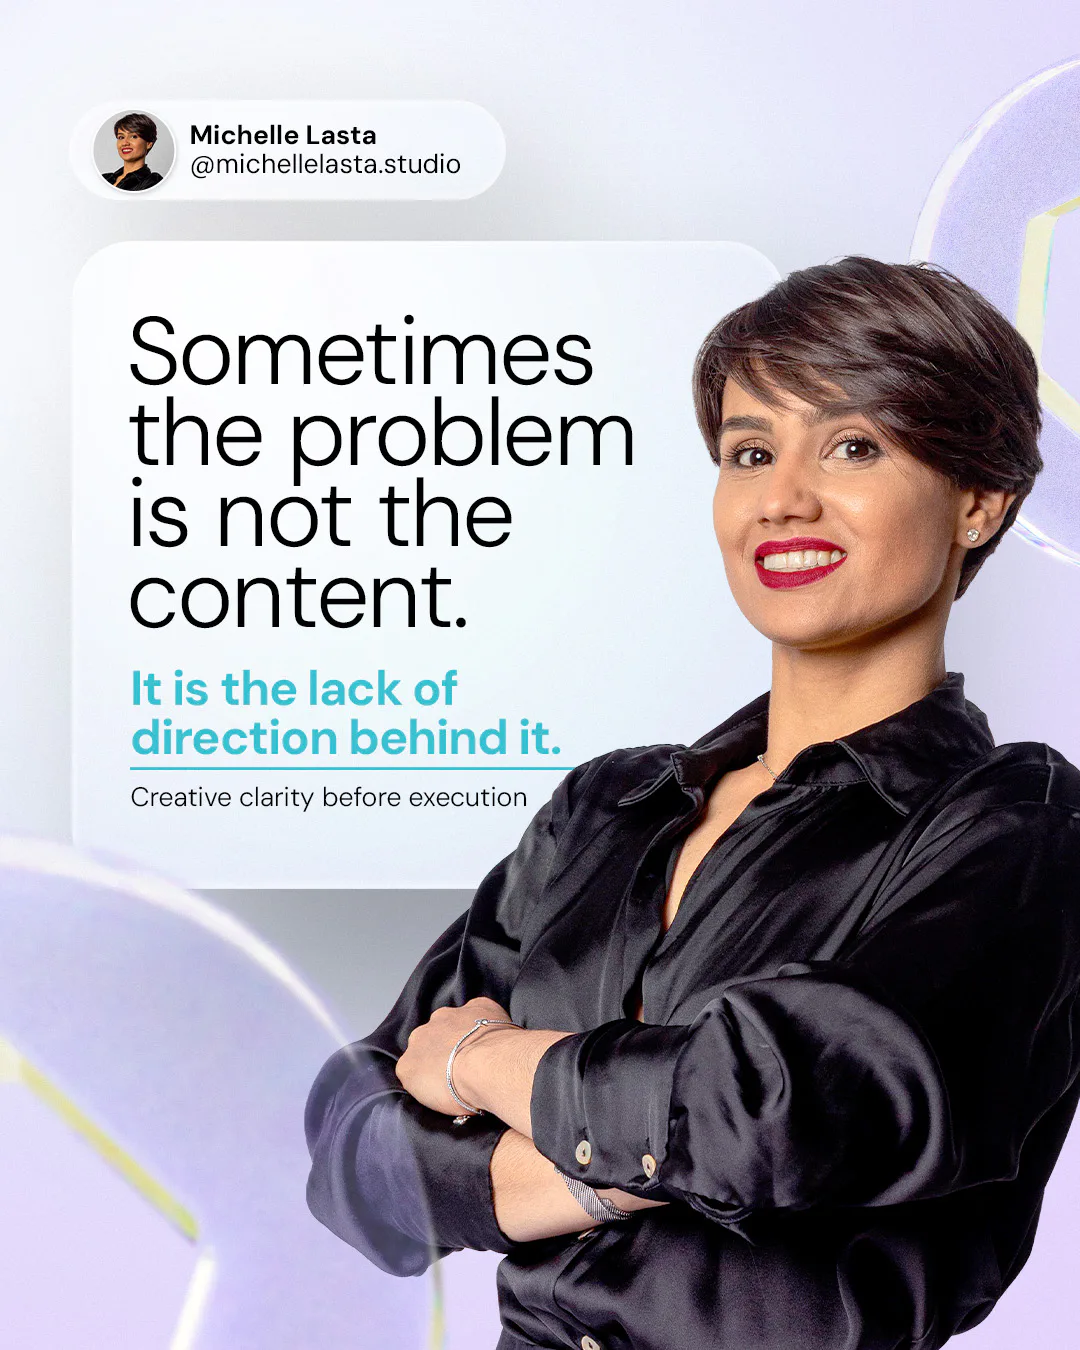 Michelle Lasta
@michellelasta.studio
Sometimes
the problem
is not the
content.
It is the lack of
direction behind it.
Creative clarity before execution